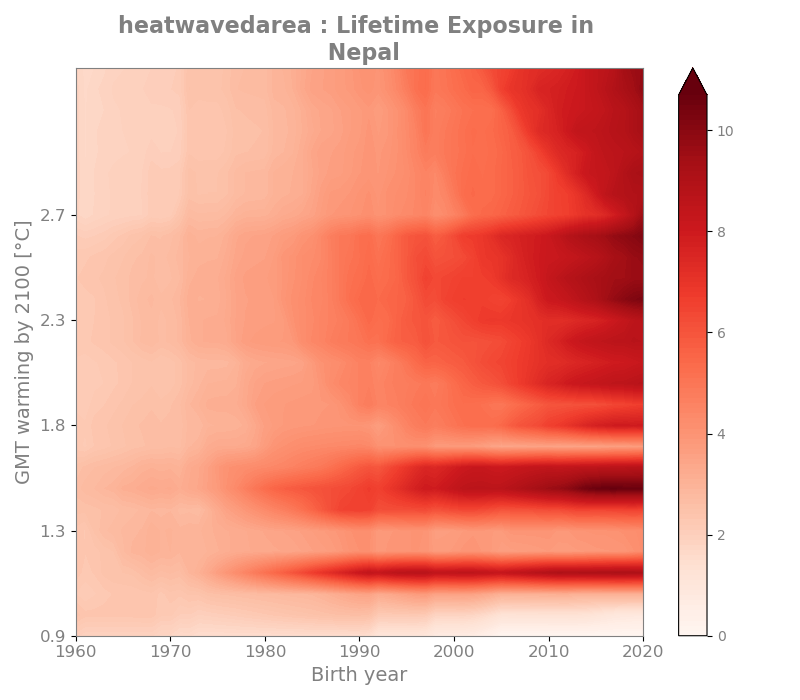 heatwavedarea : Lifetime Exposure in
Nepal
GMT warming by 2100 [°C]
2.7
2.3
1.8
1.3
0.9
1960 1970 1980 1990 2000 2010 2020
Birth year
10
8
6
4
2
0